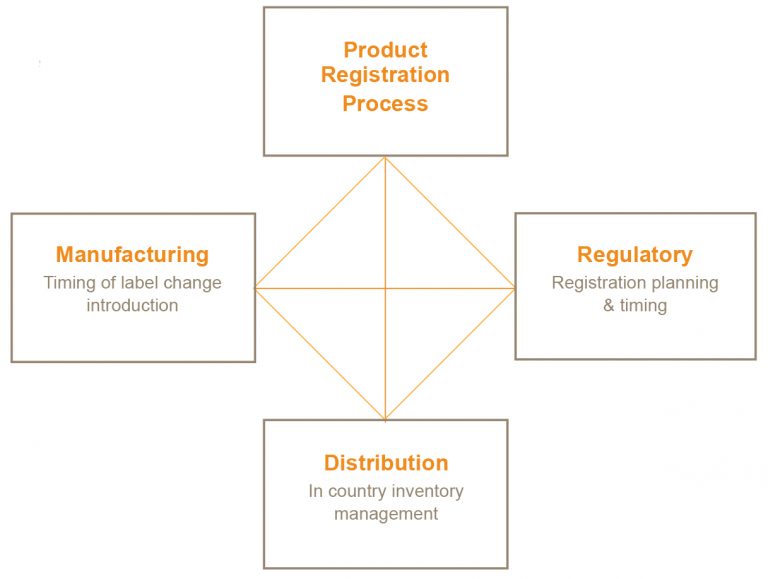 Product
Registration
Process
Manufacturing
Timing of label change
introduction
Regulatory
Registration planning
& timing
Distribution
In country inventory
management